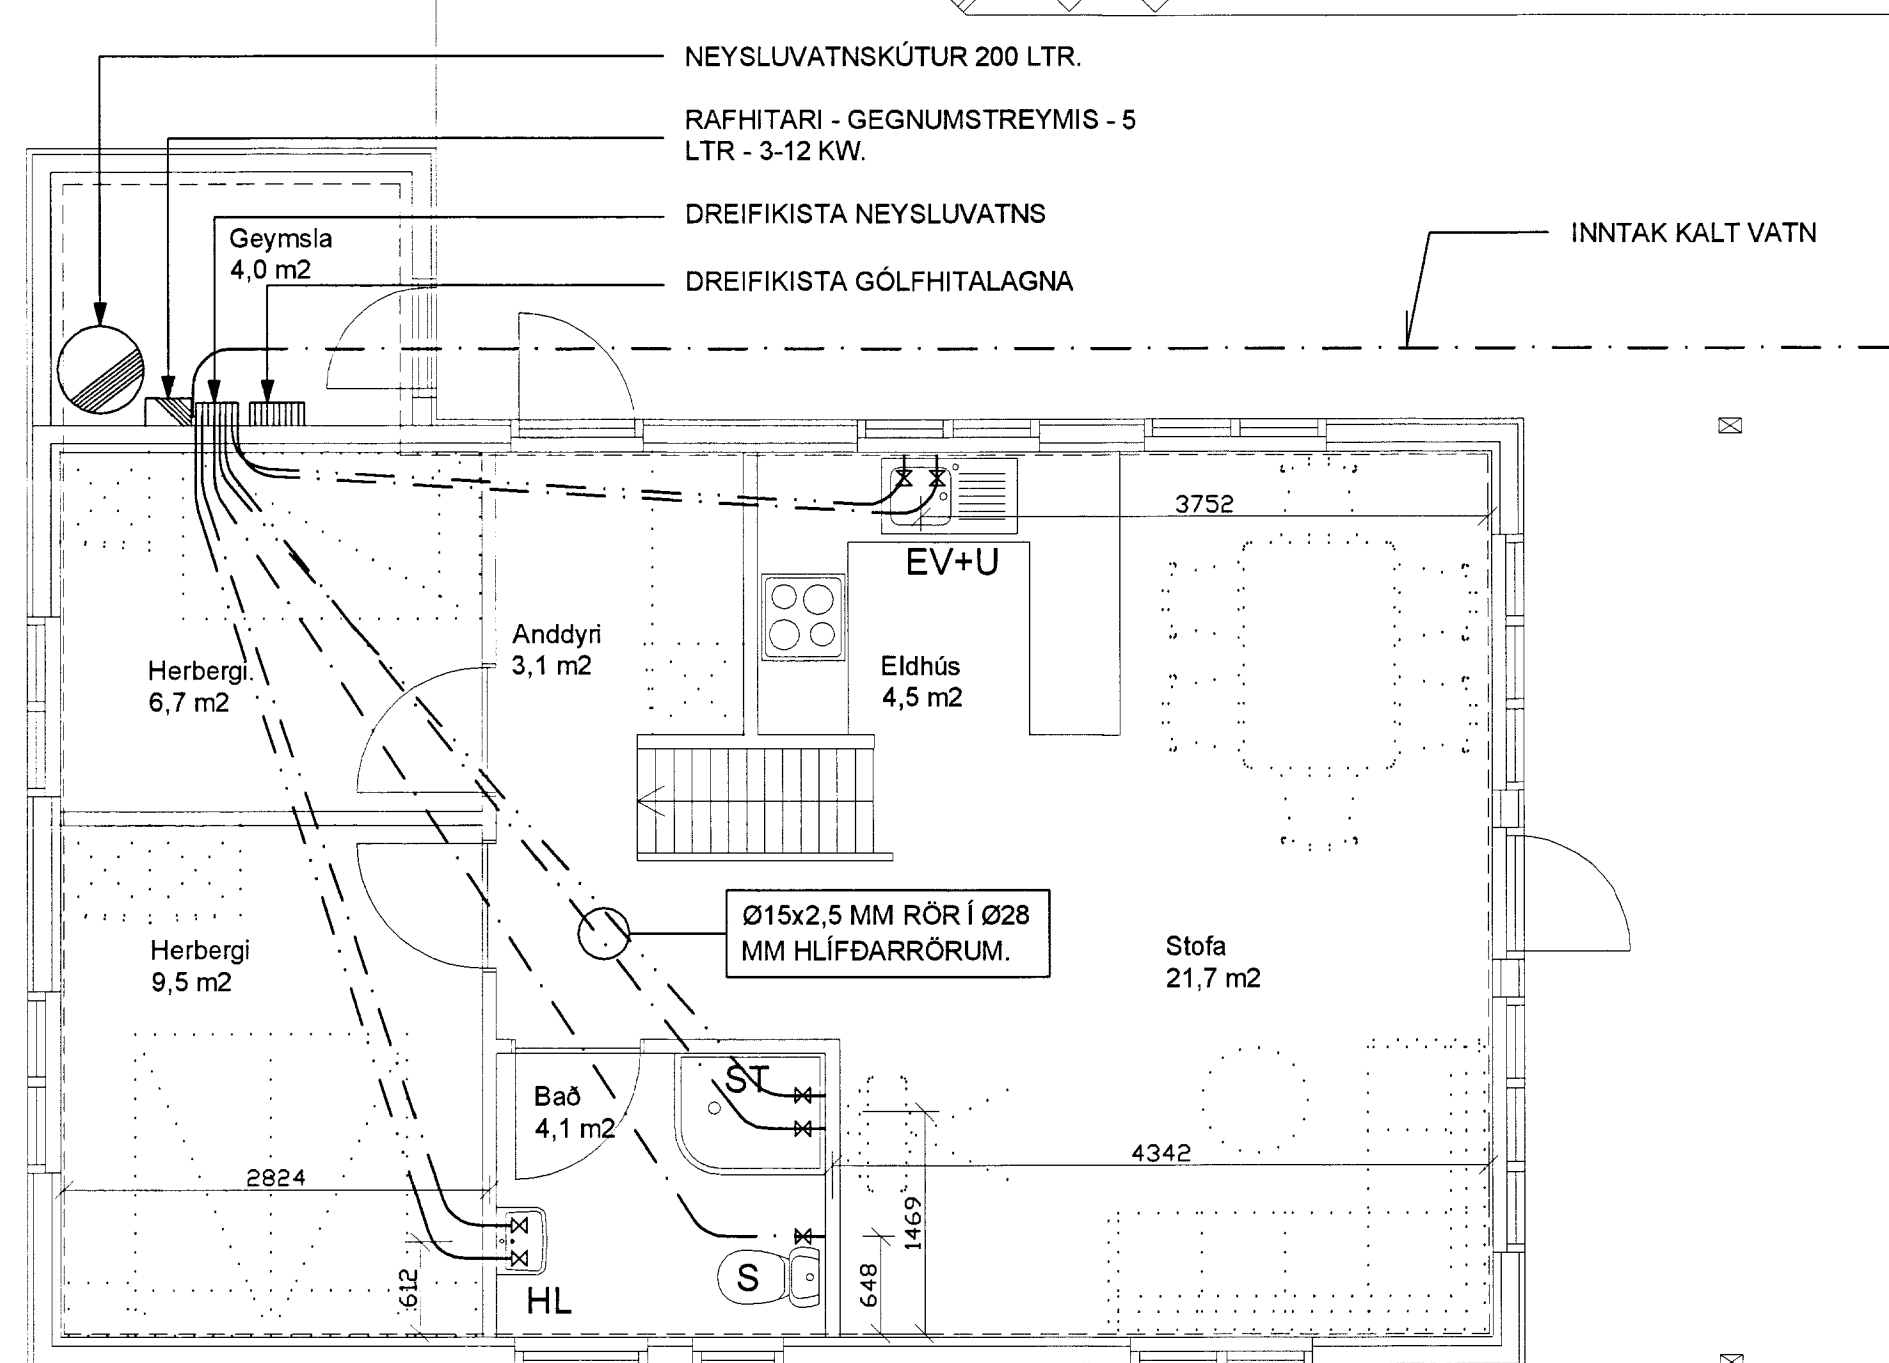 NEYSLUVATNSKÚTUR 200 LTR.
RAFHITARI - GEGNUMSTREYMIS - 5
LTR - 3-12 KW.
DREIFIKISTA NEYSLUVATNS
DREIFIKISTA GÓLFHITALAGNA
INNTAK KALT VATN
Geymsla
4,0 m2
3752
EV+U
Anddyri
3,1 m2
Eldhús
4,5 m2
Herbergi
6,7 m2
Ø15x2,5 MM RÖR Í Ø28
MM HLÍFÐARRÖRUM.
Herbergi
9,5 m2
Stofa
21,7 m2
ST
Bað
4,1 m2
4342
2824
1469
648
612
S
HL